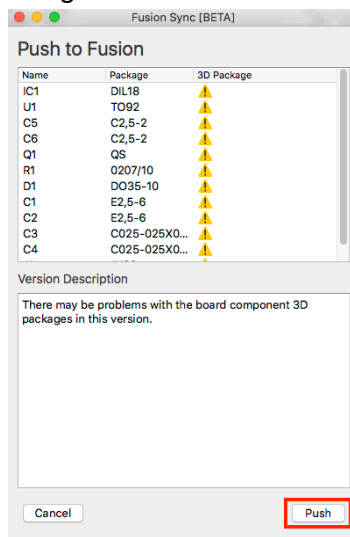 Fusion Sync [BETA]
Push to Fusion
Name Package 3D Package
IC1 DIL18
U1 TO92
C5 C2,5-2
C6 C2,5-2
Q1 QS
R1 0207/10
D1 DO35-10
C1 E2,5-6
C2 E2,5-6
C3 C025-025X0...
C4 C025-025X0...
Version Description
There may be problems with the board component 3D
packages in this version.
Cancel Push